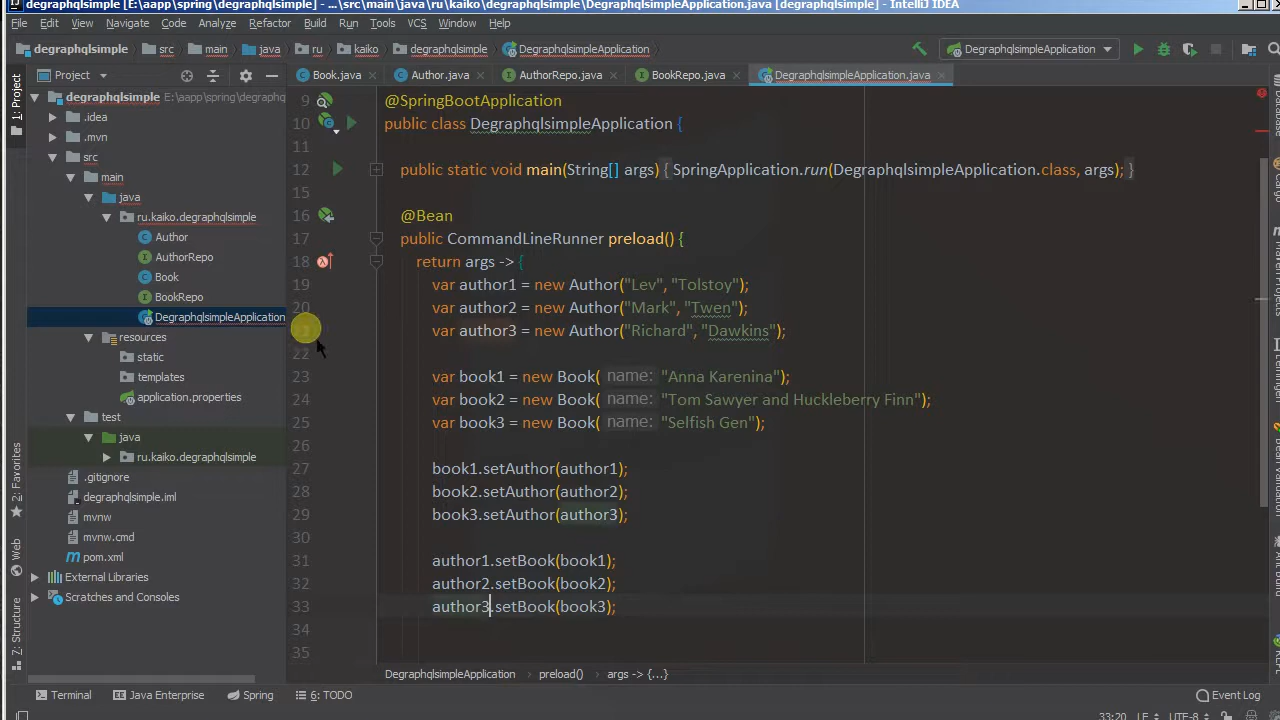 degraphqlsimple [E:\aapp\spring\degraphqlsimple] - ...\src\main\java\ru\kaiko\degraphqlsimple\DegraphqlsimpleApplication.java [degraphqlsimple] - IntelliJ IDEA
File Edit View Navigate Code Analyze Refactor Build Run Tools VCS Window Help
degraphqlsimple src main java ru kaiko degraphqlsimple DegraphqlsimpleApplication DegraphqlsimpleApplication
Project Book.java Author.java AuthorRepo.java BookRepo.java DegraphqlsimpleApplication.java
1: Project
2: Favorites
Web
Z: Structure
degraphqlsimple E:\aapp\spring\degraphq
.idea
.mvn
src
main
java
ru.kaiko.degraphqlsimple
Author
AuthorRepo
Book
BookRepo
DegraphqlsimpleApplication
resources
static
templates
application.properties
test
java
ru.kaiko.degraphqlsimple
.gitignore
degraphqlsimple.iml
mvnw
mvnw.cmd
pom.xml
External Libraries
Scratches and Consoles
9 @SpringBootApplication
10 public class DegraphqlsimpleApplication {
11
12 public static void main(String[] args) { SpringApplication.run(DegraphqlsimpleApplication.class, args); }
15
16 @Bean
17 public CommandLineRunner preload() {
18 return args -> {
19 var author1 = new Author("Lev", "Tolstoy");
20 var author2 = new Author("Mark", "Twen");
var author3 = new Author("Richard", "Dawkins");
22
23 var book1 = new Book( name: "Anna Karenina");
24 var book2 = new Book( name: "Tom Sawyer and Huckleberry Finn");
25 var book3 = new Book( name: "Selfish Gen");
26
27 book1.setAuthor(author1);
28 book2.setAuthor(author2);
29 book3.setAuthor(author3);
30
31 author1.setBook(book1);
32 author2.setBook(book2);
33 author3.setBook(book3);
34
35
DegraphqlsimpleApplication preload() args -> {...}
Terminal Java Enterprise Spring 6: TODO Event Log
33:20 LF UTF-8